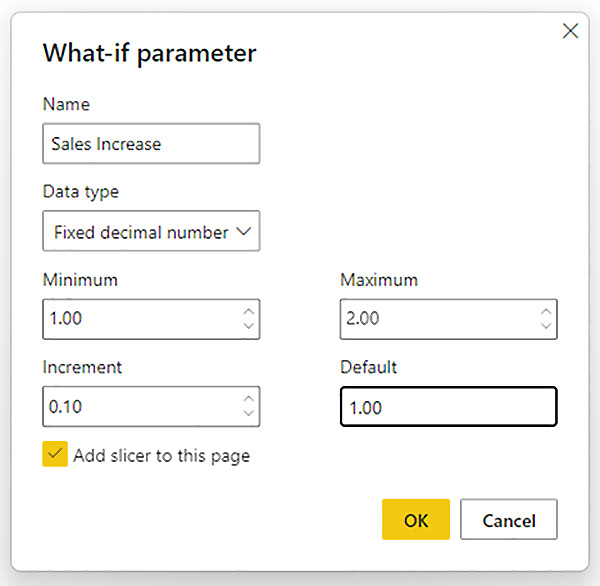 What-if parameter
Name
Sales Increase
Data type
Fixed decimal number
Minimum Maximum
1.00 2.00
Increment Default
0.10 1.00
Add slicer to this page
OK Cancel